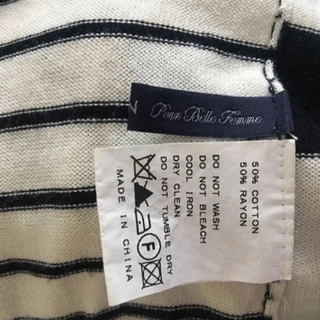 Pour Belle Femme
50% COTTON
50% RAYON
DO NOT WASH
DO NOT BLEACH
COOL IRON
DRY CLEAN
DO NOT TUMBLE DRY
A
F
MADE IN CHINA